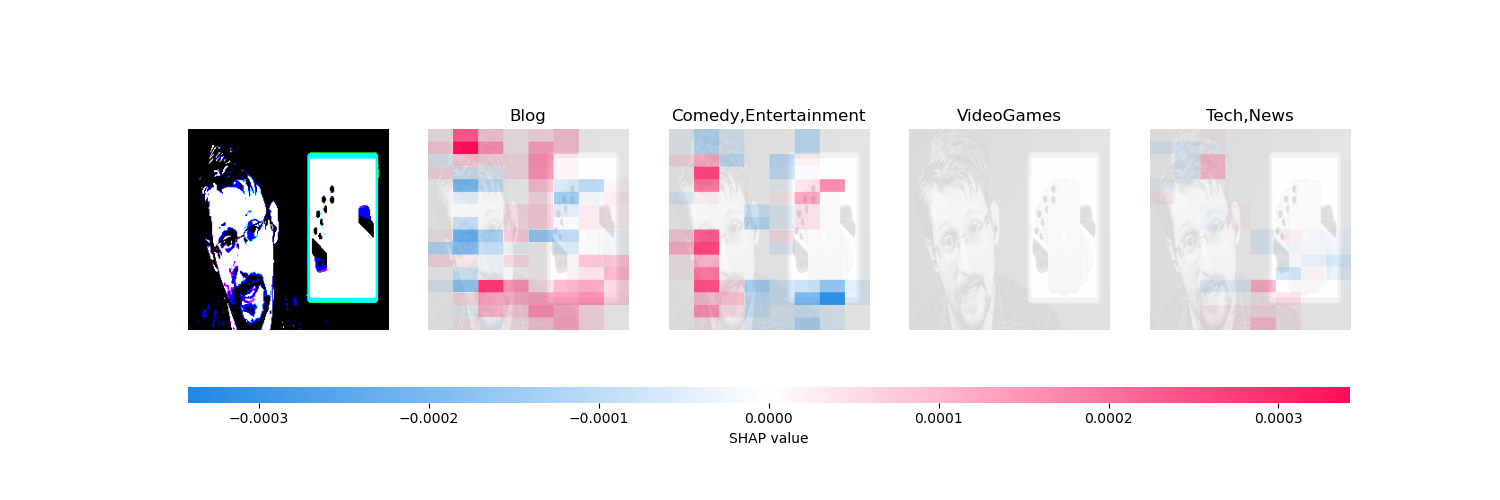 Blog
Comedy,Entertainment
VideoGames
Tech,News
−0.0003
−0.0002
−0.0001
0.0000
0.0001
0.0002
0.0003
SHAP value